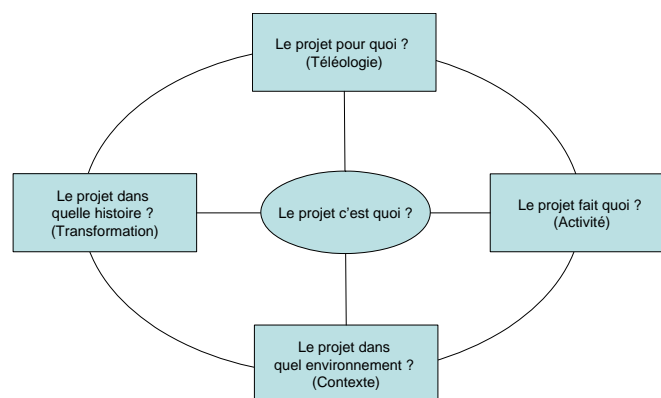 Le projet pour quoi ?
(Téléologie)
Le projet dans
quelle histoire ?
(Transformation)
Le projet c'est quoi ?
Le projet fait quoi ?
(Activité)
Le projet dans
quel environnement ?
(Contexte)